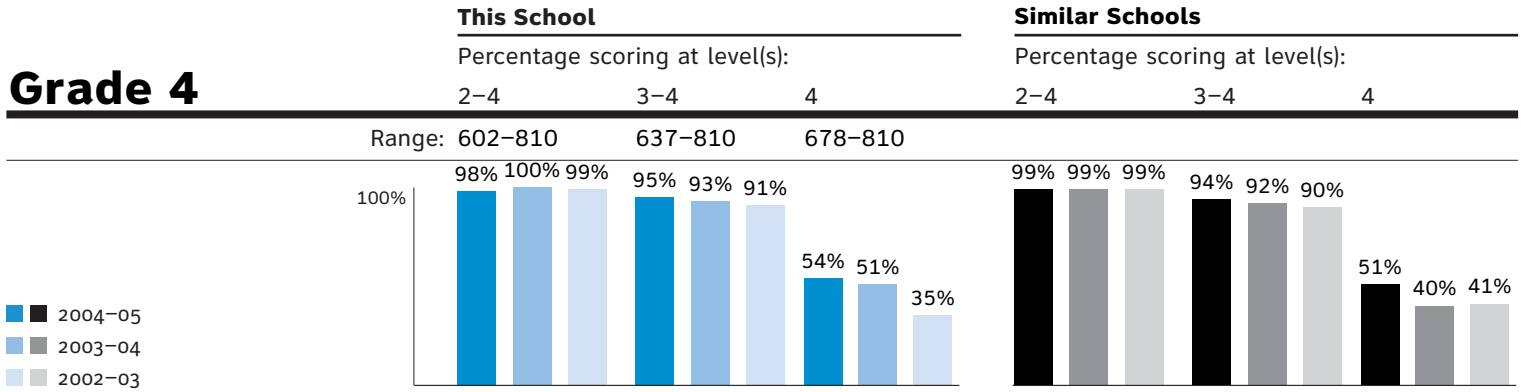 This School Similar Schools
Percentage scoring at level(s): Percentage scoring at level(s):
Grade 4 2–4 3–4 4 2–4 3–4 4
Range: 602–810 637–810 678–810
98% 100% 99% 95% 93% 91% 99% 99% 99% 94% 92% 90%
100%
54% 51% 35% 51% 40% 41%
2004–05
2003–04
2002–03